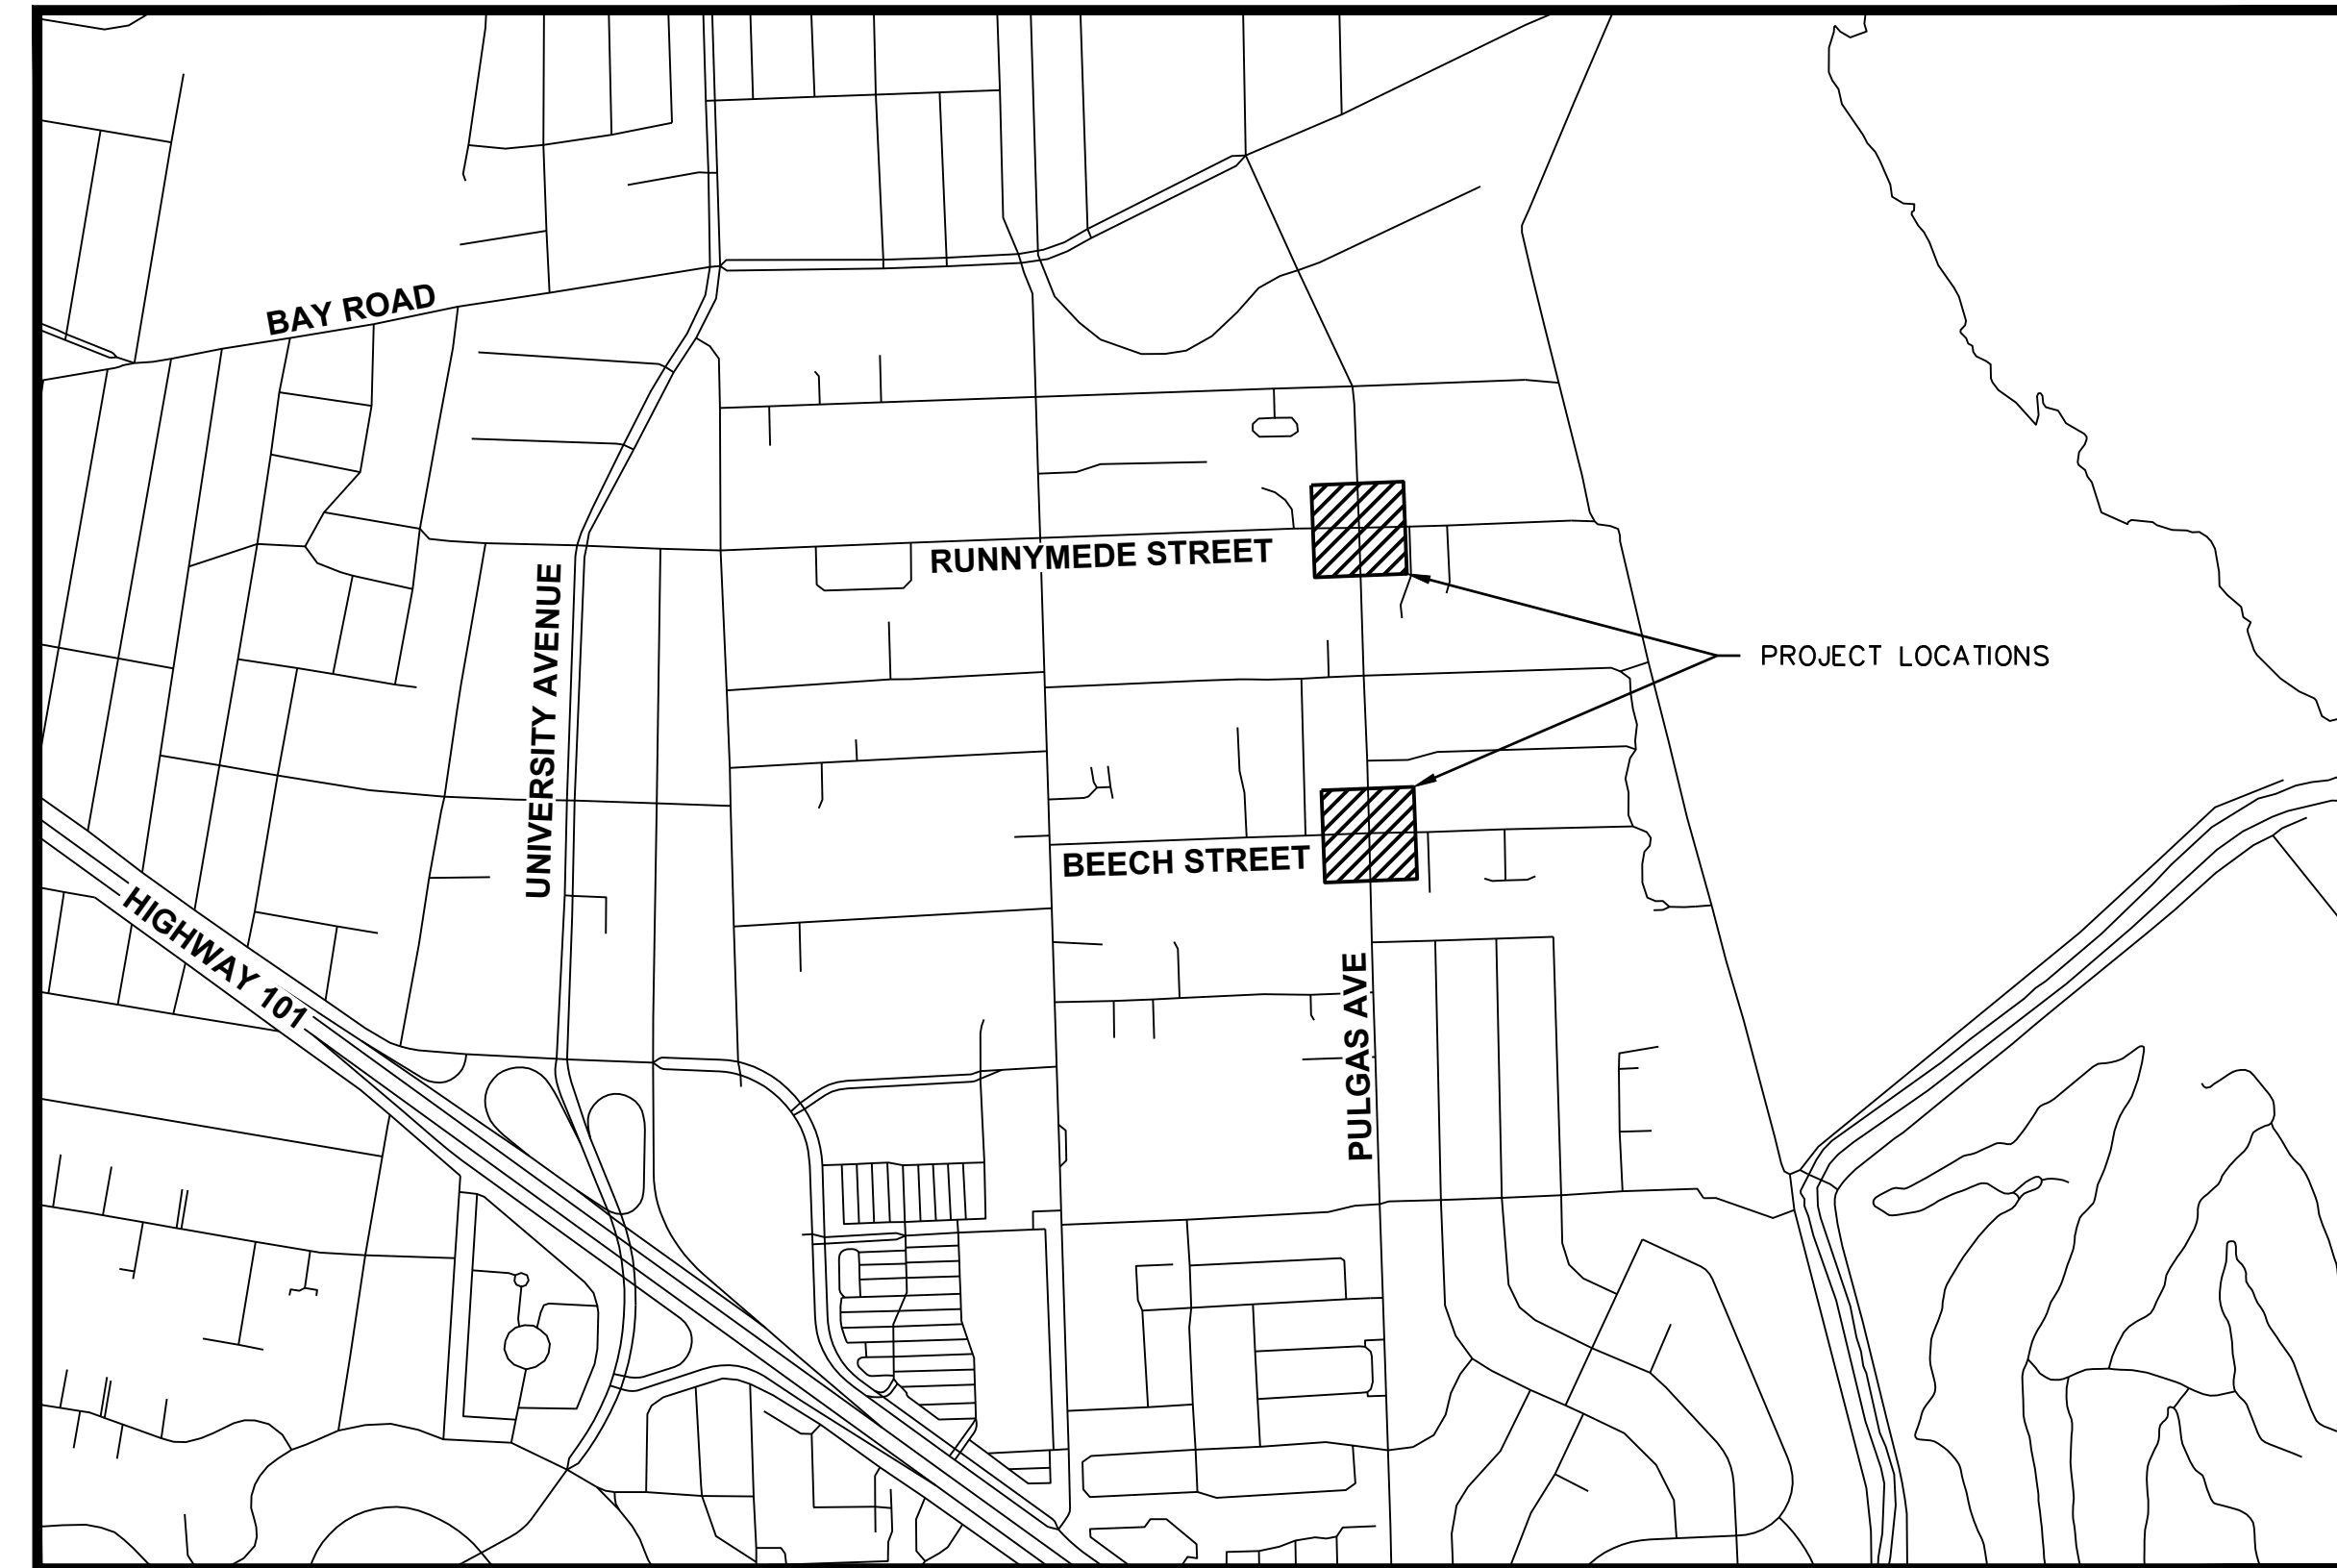 BAY ROAD
RUNNYMEDE STREET
UNIVERSITY AVENUE
PROJECT LOCATIONS
BEECH STREET
HIGHWAY 101
PULGAS AVE